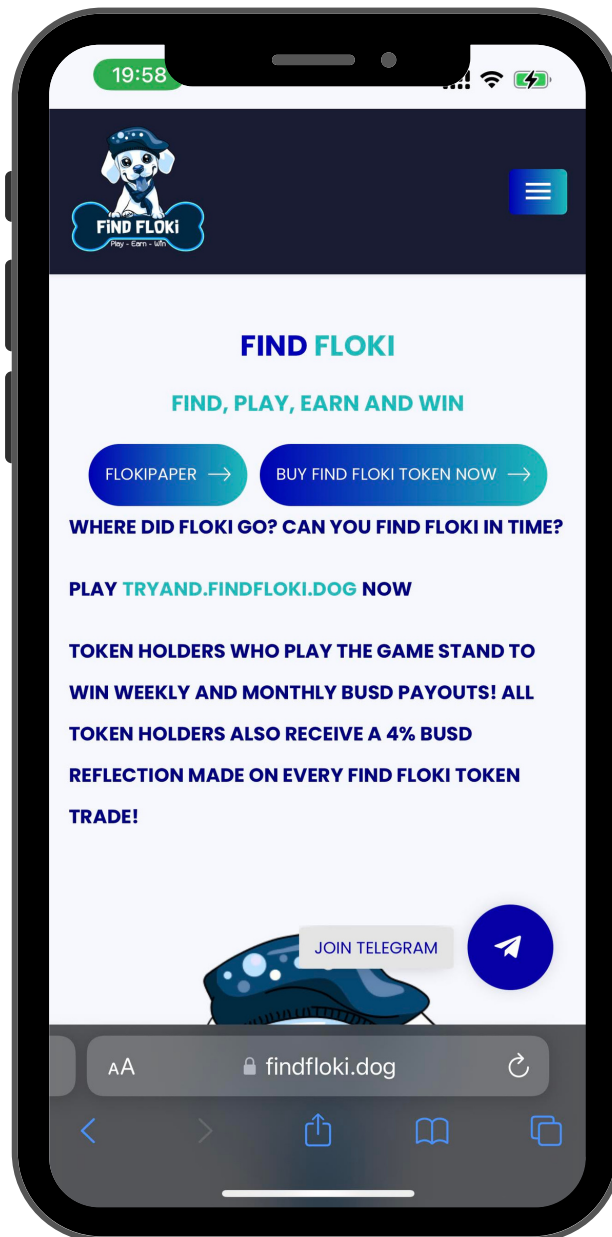 19:58
FiND FLOKi
Play - Earn - Win
FIND FLOKI
FIND, PLAY, EARN AND WIN
FLOKIPAPER → BUY FIND FLOKI TOKEN NOW →
WHERE DID FLOKI GO? CAN YOU FIND FLOKI IN TIME?
PLAY TRYAND.FINDFLOKI.DOG NOW
TOKEN HOLDERS WHO PLAY THE GAME STAND TO
WIN WEEKLY AND MONTHLY BUSD PAYOUTS! ALL
TOKEN HOLDERS ALSO RECEIVE A 4% BUSD
REFLECTION MADE ON EVERY FIND FLOKI TOKEN
TRADE!
JOIN TELEGRAM
AA findfloki.dog